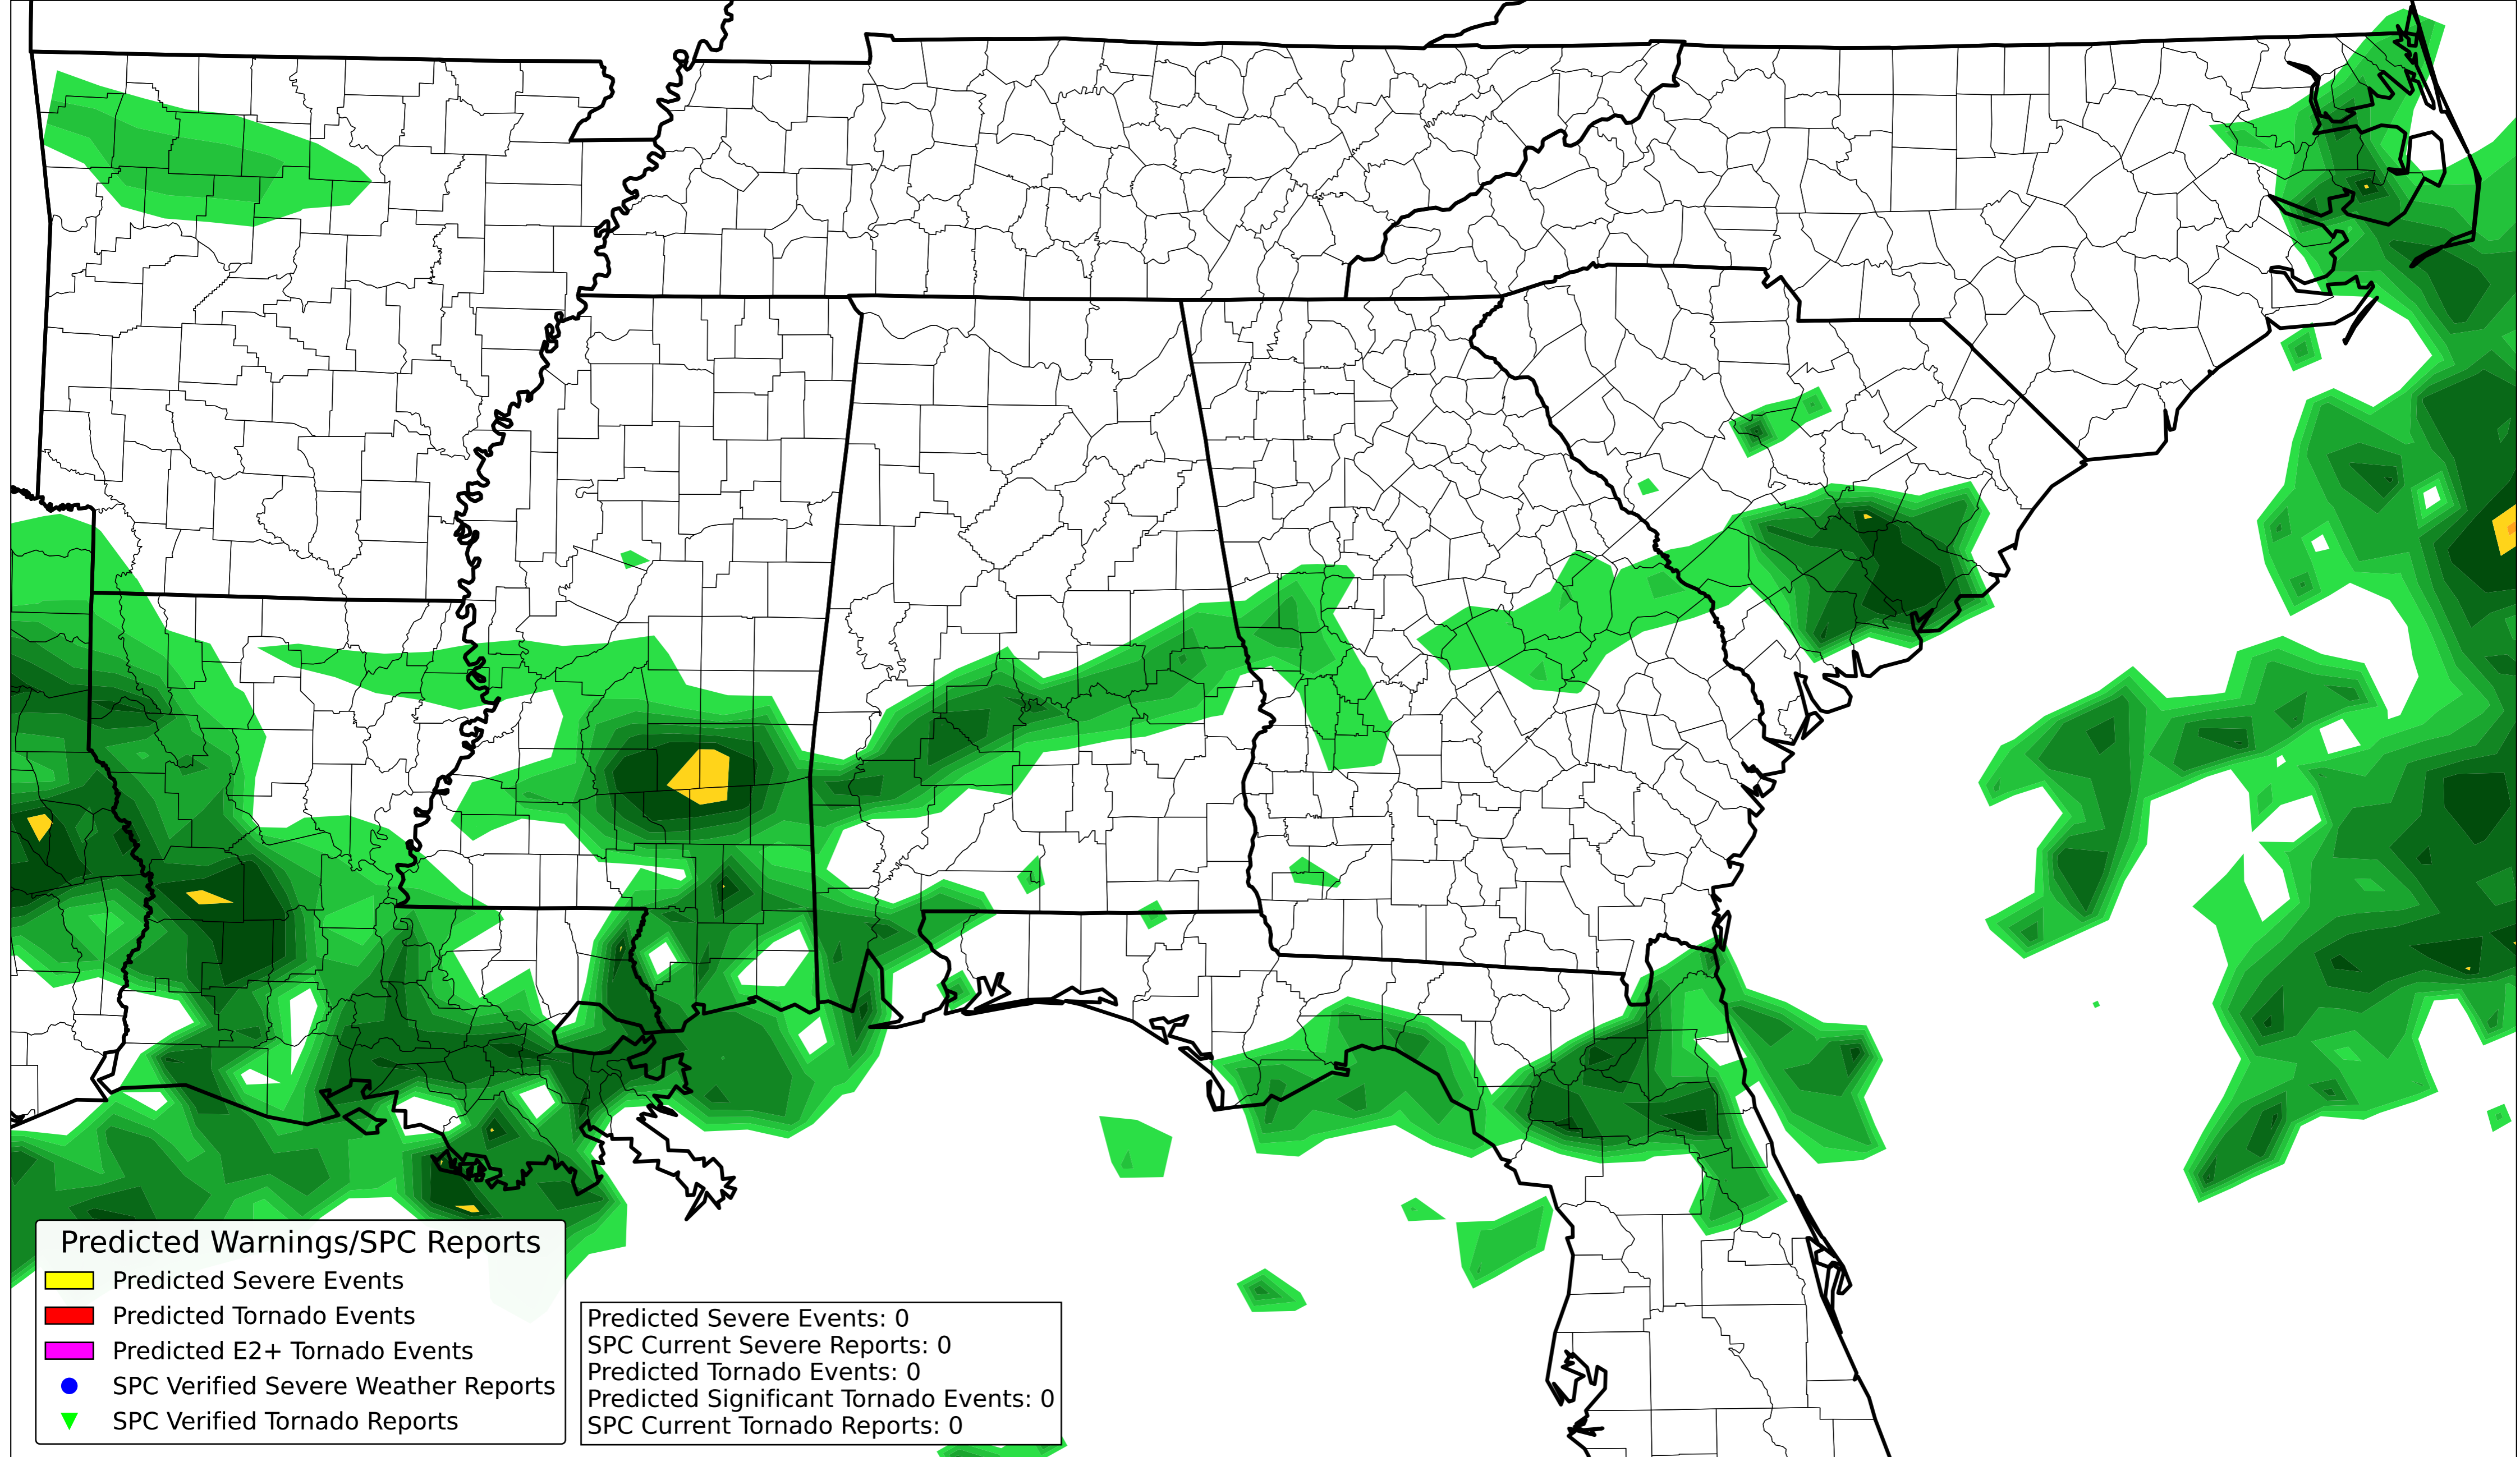 Predicted Warnings/SPC Reports
Predicted Severe Events
Predicted Tornado Events
Predicted E2+ Tornado Events
SPC Verified Severe Weather Reports
SPC Verified Tornado Reports
Predicted Severe Events: 0
SPC Current Severe Reports: 0
Predicted Tornado Events: 0
Predicted Significant Tornado Events: 0
SPC Current Tornado Reports: 0